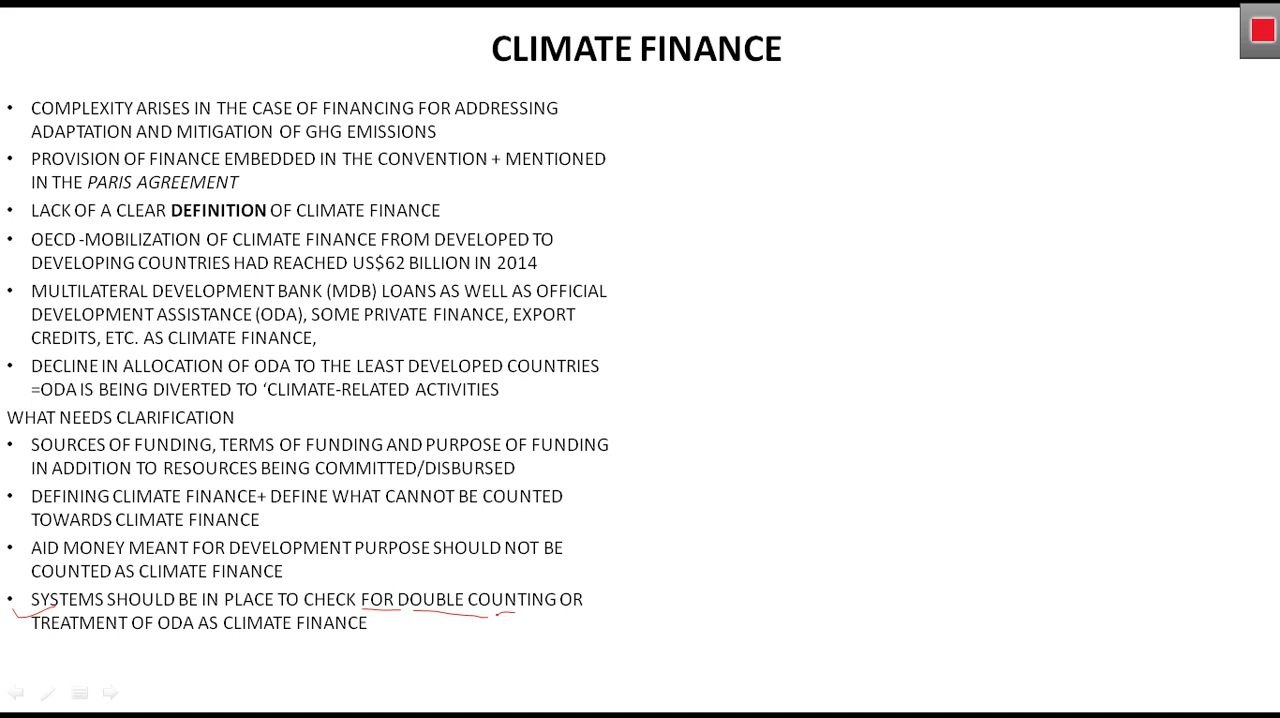 CLIMATE FINANCE
• COMPLEXITY ARISES IN THE CASE OF FINANCING FOR ADDRESSING
ADAPTATION AND MITIGATION OF GHG EMISSIONS
• PROVISION OF FINANCE EMBEDDED IN THE CONVENTION + MENTIONED
IN THE PARIS AGREEMENT
• LACK OF A CLEAR DEFINITION OF CLIMATE FINANCE
• OECD -MOBILIZATION OF CLIMATE FINANCE FROM DEVELOPED TO
DEVELOPING COUNTRIES HAD REACHED US$62 BILLION IN 2014
• MULTILATERAL DEVELOPMENT BANK (MDB) LOANS AS WELL AS OFFICIAL
DEVELOPMENT ASSISTANCE (ODA), SOME PRIVATE FINANCE, EXPORT
CREDITS, ETC. AS CLIMATE FINANCE,
• DECLINE IN ALLOCATION OF ODA TO THE LEAST DEVELOPED COUNTRIES
=ODA IS BEING DIVERTED TO ‘CLIMATE-RELATED ACTIVITIES
WHAT NEEDS CLARIFICATION
• SOURCES OF FUNDING, TERMS OF FUNDING AND PURPOSE OF FUNDING
IN ADDITION TO RESOURCES BEING COMMITTED/DISBURSED
• DEFINING CLIMATE FINANCE+ DEFINE WHAT CANNOT BE COUNTED
TOWARDS CLIMATE FINANCE
• AID MONEY MEANT FOR DEVELOPMENT PURPOSE SHOULD NOT BE
COUNTED AS CLIMATE FINANCE
• SYSTEMS SHOULD BE IN PLACE TO CHECK FOR DOUBLE COUNTING OR
TREATMENT OF ODA AS CLIMATE FINANCE